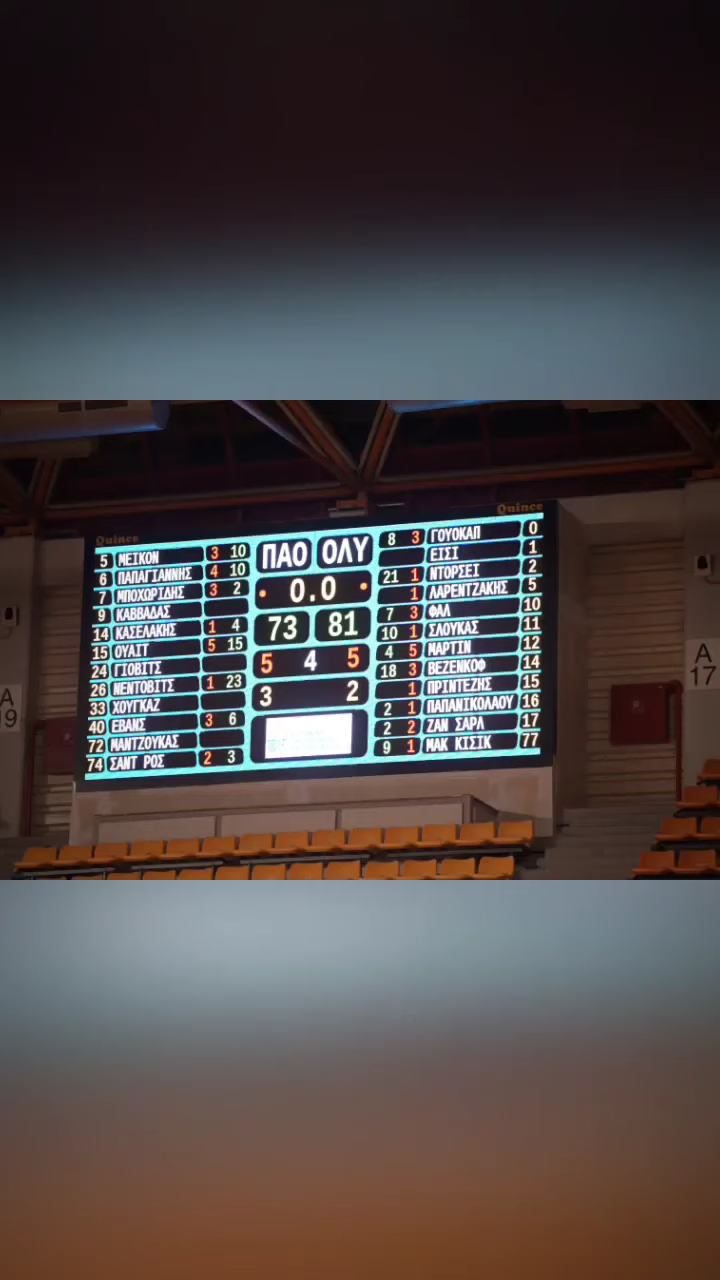 Quince
Quince
5 ΜΕΙΚΟΝ 3 10
6 ΠΑΠΑΓΙΑΝΝΗΣ 4 10
7 ΜΠΟΧΩΡΙΔΗΣ 3 2
9 ΚΑΒΒΑΔΑΣ
14 ΚΑΣΕΛΑΚΗΣ 1 4
15 ΟΥΑΙΤ 5 15
24 ΓΙΟΒΙΤΣ
26 ΝΕΝΤΟΒΙΤΣ 1 23
33 ΧΟΥΓΚΑΖ
40 ΕΒΑΝΣ 3 6
72 ΜΑΝΤΖΟΥΚΑΣ
74 ΣΑΝΤ ΡΟΣ 2 3
ΠΑΟ ΟΛΥ
0.0
73 81
5 4 5
3 2
8 3 ΓΟΥΟΚΑΠ 0
ΕΙΣΙ 1
21 1 ΝΤΟΡΣΕΙ 2
1 ΛΑΡΕΝΤΖΑΚΗΣ 5
7 3 ΦΑΛ 10
10 1 ΣΛΟΥΚΑΣ 11
4 5 ΜΑΡΤΙΝ 12
18 3 ΒΕΖΕΝΚΟΦ 14
1 ΠΡΙΝΤΕΖΗΣ 15
2 1 ΠΑΠΑΝΙΚΟΛΑΟΥ 16
2 2 ΖΑΝ ΣΑΡΛ 17
9 1 ΜΑΚ ΚΙΣΙΚ 77
A
17
A
19